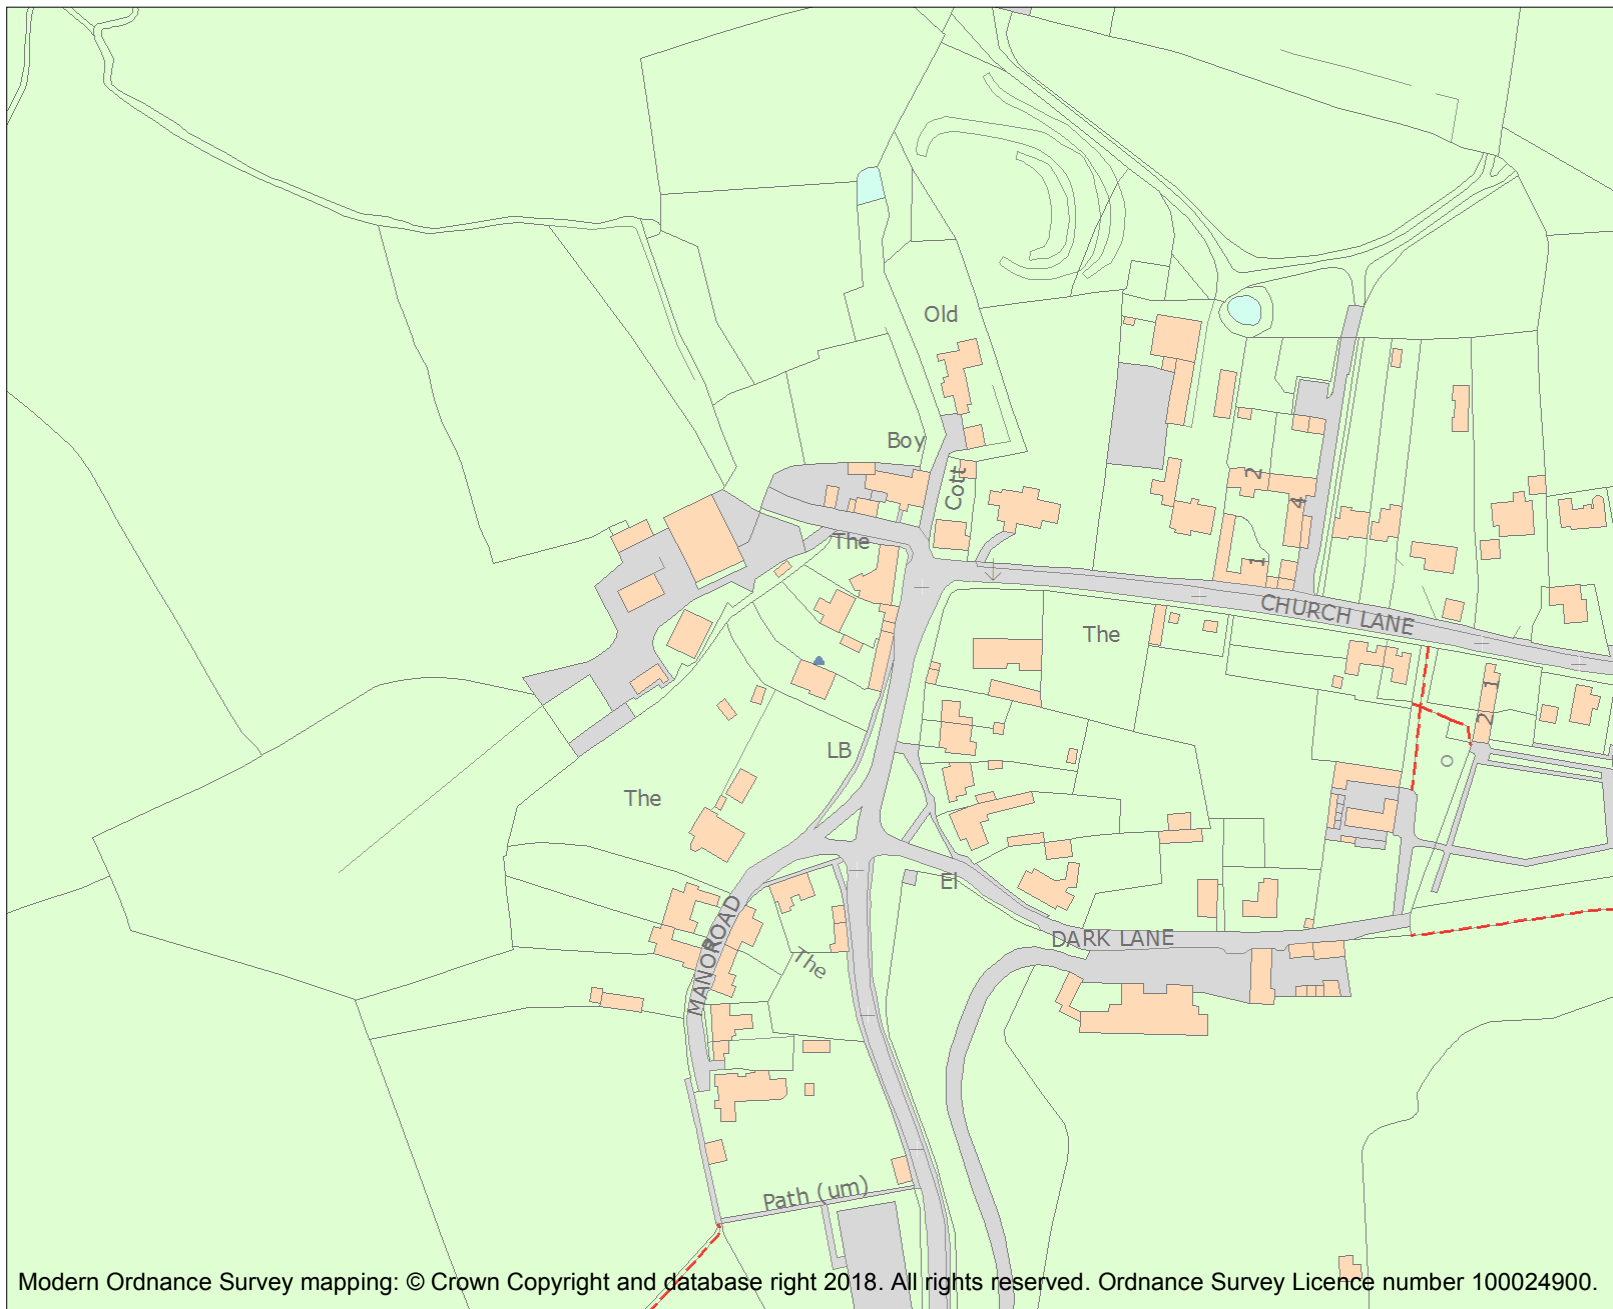 Old
Boy
Cott
2
4
The
1
CHURCH LANE
The
1
2
LB
The
El
MANOROAD
DARK LANE
The
Path (um)
Modern Ordnance Survey mapping: © Crown Copyright and database right 2018. All rights reserved. Ordnance Survey Licence number 100024900.